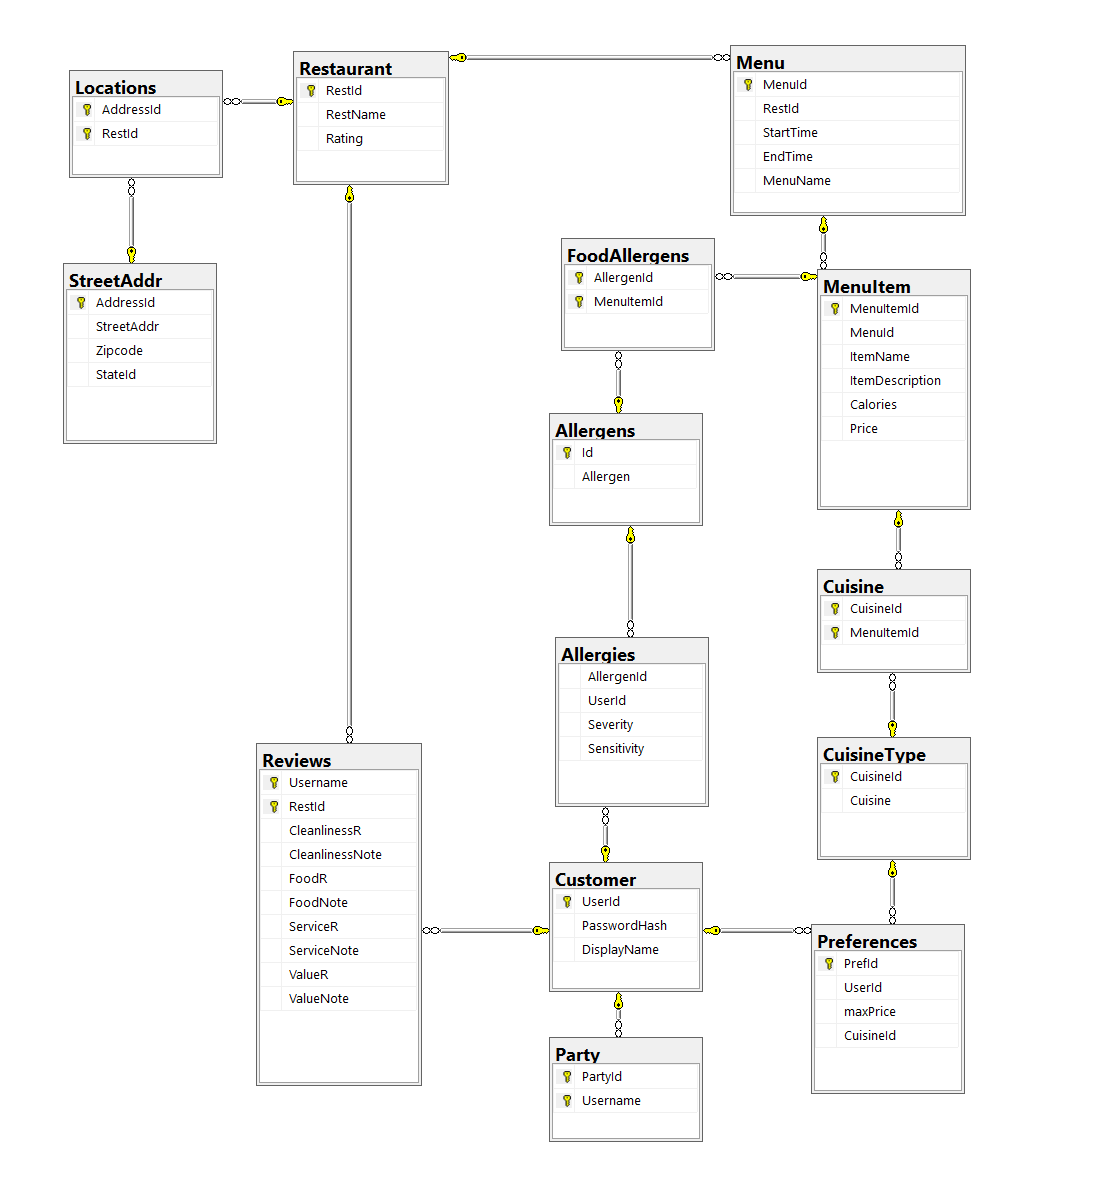 Locations
AddressId
RestId
Restaurant
RestId
RestName
Rating
Menu
MenuId
RestId
StartTime
EndTime
MenuName
StreetAddr
AddressId
StreetAddr
Zipcode
StateId
FoodAllergens
AllergenId
MenuItemId
MenuItem
MenuItemId
MenuId
ItemName
ItemDescription
Calories
Price
Allergens
Id
Allergen
Cuisine
CuisineId
MenuItemId
Allergies
AllergenId
UserId
Severity
Sensitivity
CuisineType
CuisineId
Cuisine
Reviews
Username
RestId
CleanlinessR
CleanlinessNote
FoodR
FoodNote
ServiceR
ServiceNote
ValueR
ValueNote
Customer
UserId
PasswordHash
DisplayName
Preferences
PrefId
UserId
maxPrice
CuisineId
Party
PartyId
Username